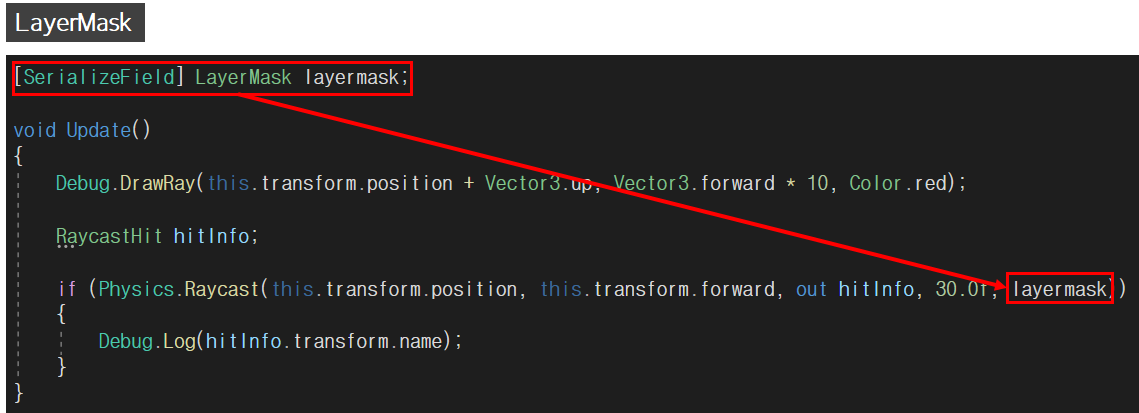 LayerMask
[SerializeField] LayerMask layermask;
void Update()
{
Debug.DrawRay(this.transform.position + Vector3.up, Vector3.forward * 10, Color.red);
RaycastHit hitInfo;
if (Physics.Raycast(this.transform.position, this.transform.forward, out hitInfo, 30.0f, layermask))
{
Debug.Log(hitInfo.transform.name);
}
}